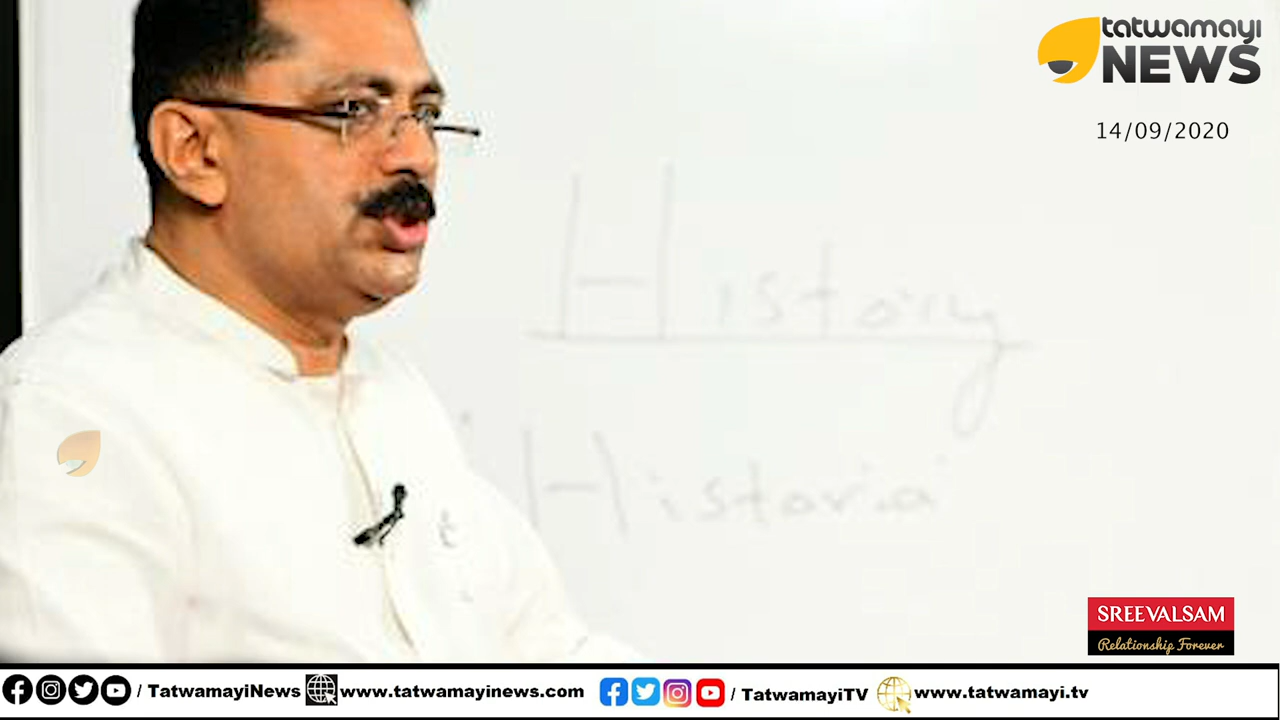 tatwamayi
NEWS
14/09/2020
History
Historia
SREEVALSAM
Relationship Forever
/ TatwamayiNews www.tatwamayinews.com / TatwamayiTV www.tatwamayi.tv